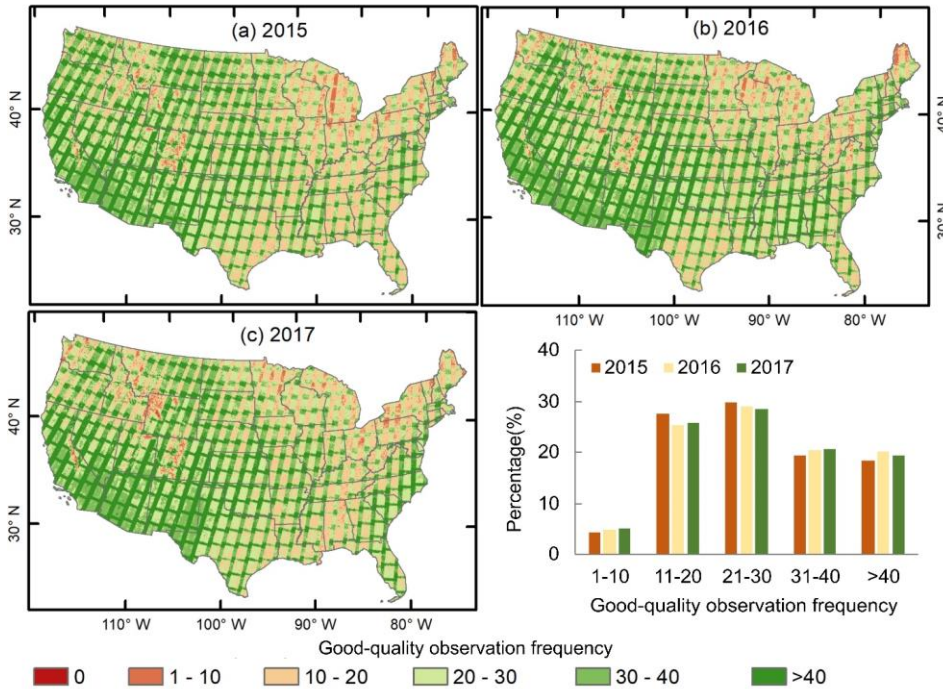 (a) 2015
(b) 2016
40° N
30° N
40° N
30° N
110° W
100° W
90° W
80° W
(c) 2017
40° N
30° N
110° W
100° W
90° W
80° W
40
30
20
10
0
Percentage(%)
2015
2016
2017
1-10
11-20
21-30
31-40
>40
Good-quality observation frequency
Good-quality observation frequency
0
1 - 10
10 - 20
20 - 30
30 - 40
>40